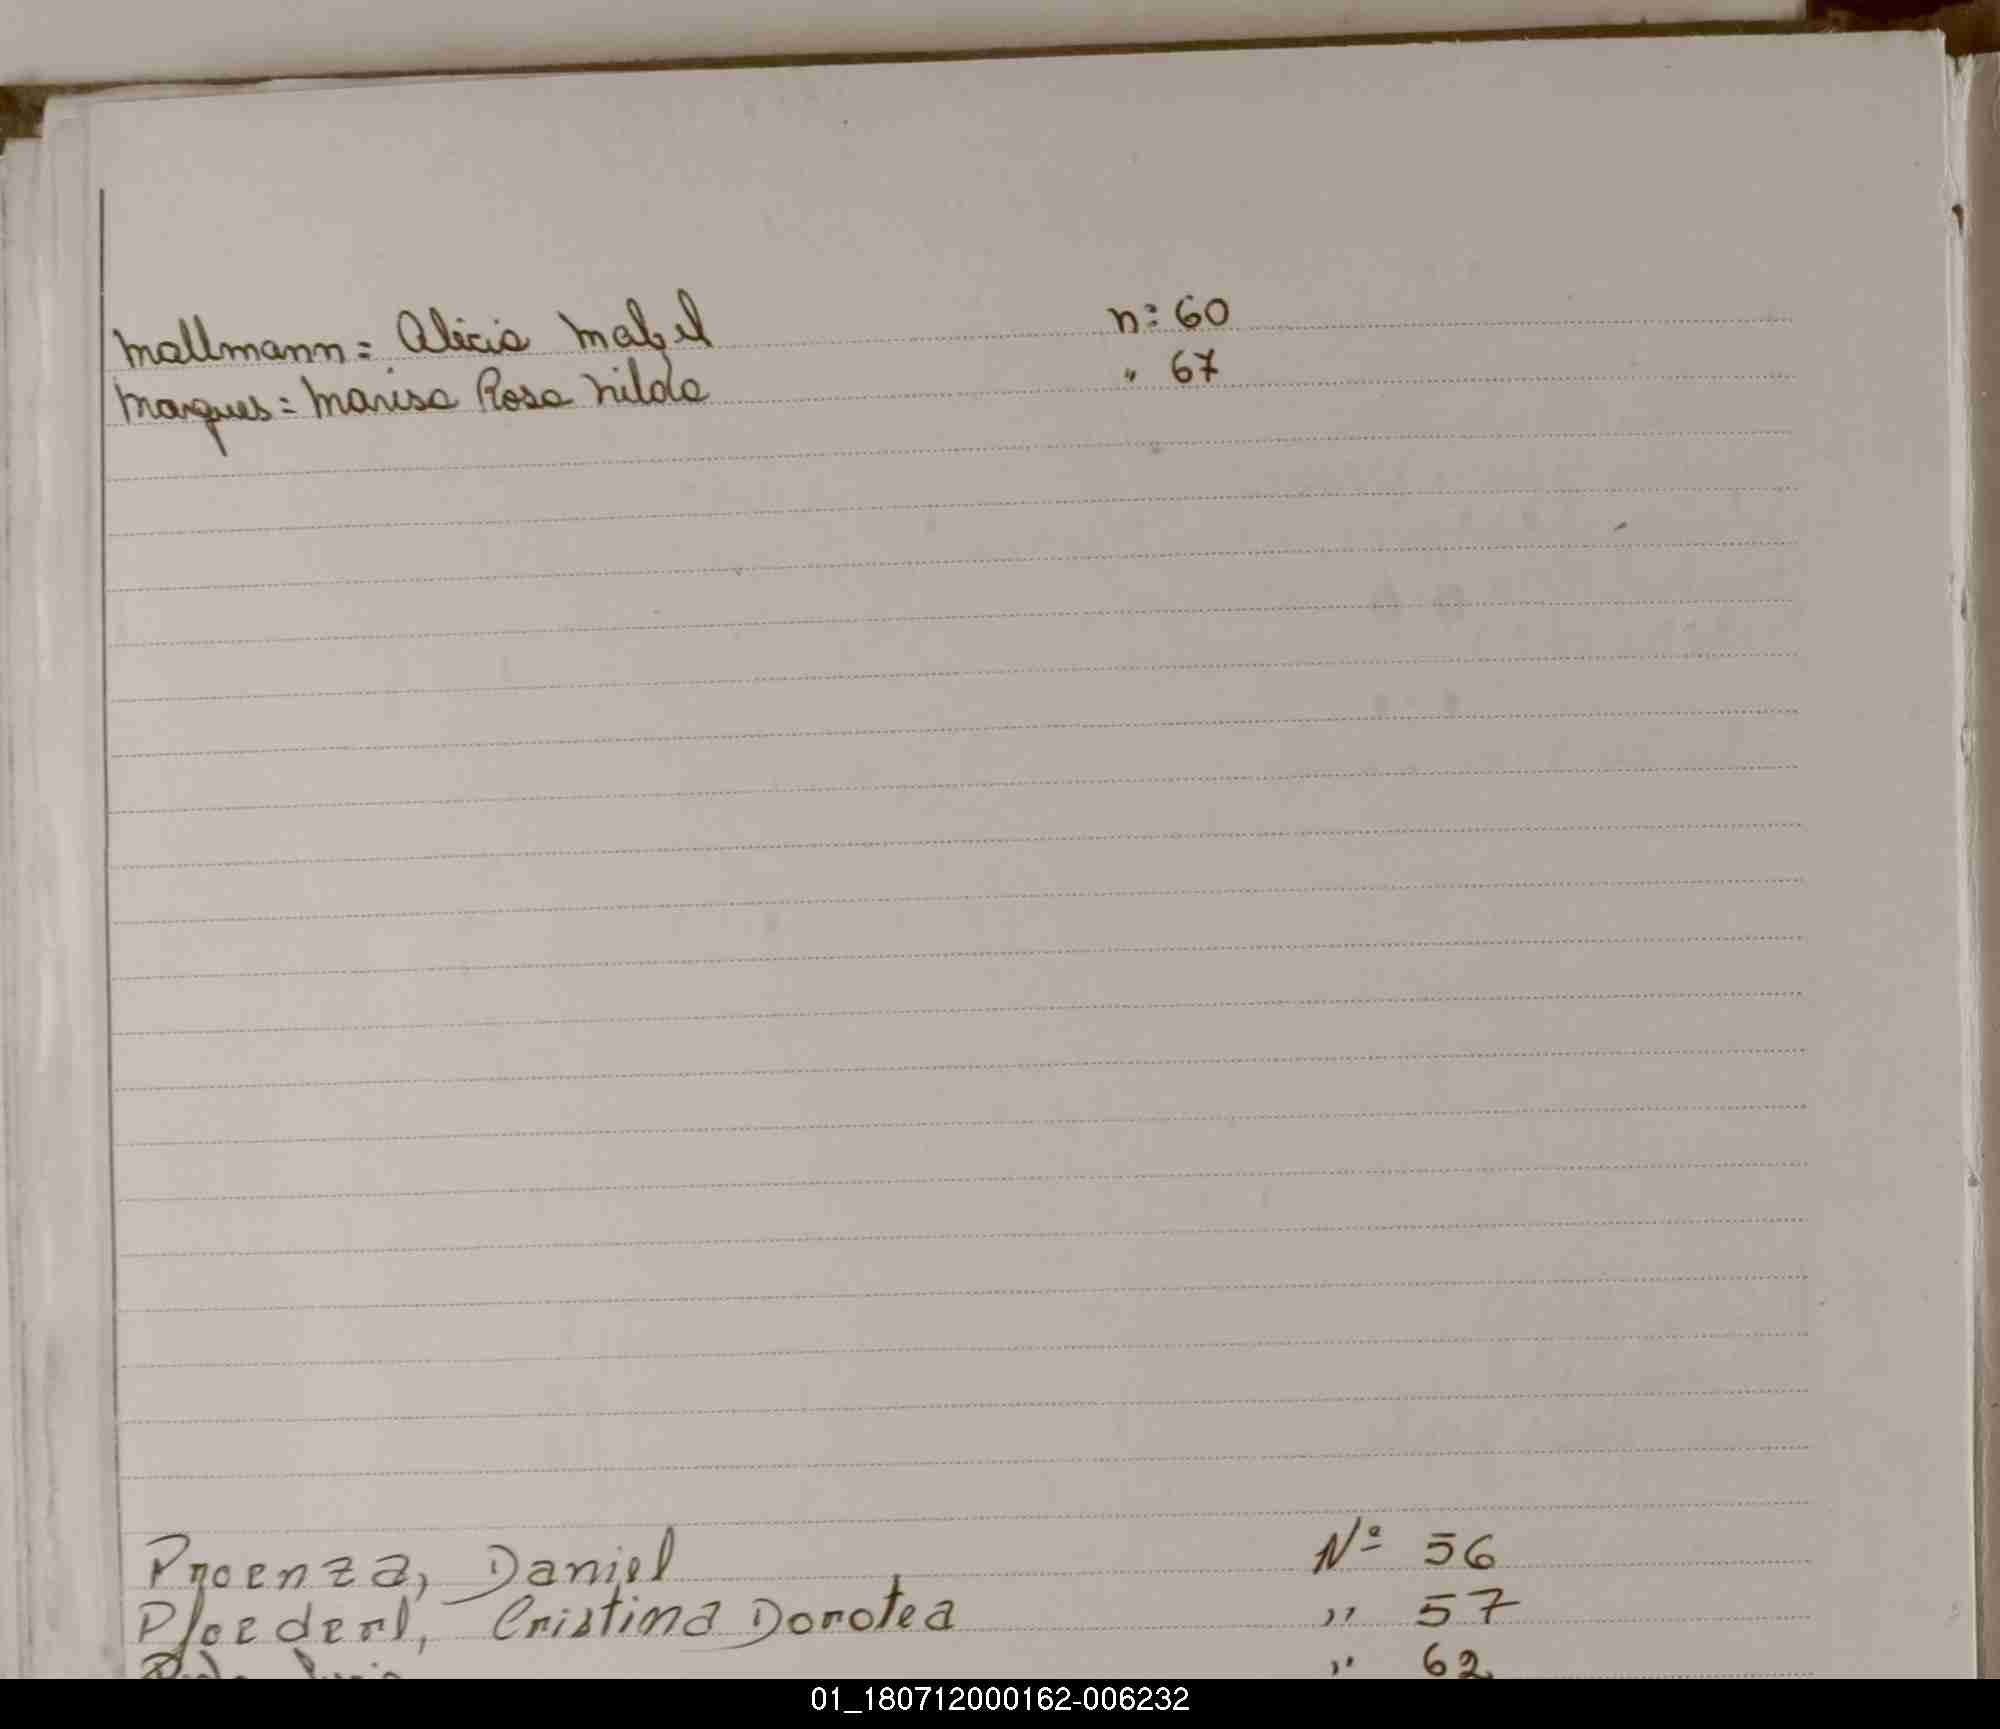 Mallmann = Alicia Mabel n: 60
Marques = Marisa Rosa Nilda " 67
Proenza, Daniel Nº 56
Ploederl, Cristina Dorotea " 57
" 62
01_180712000162-006232